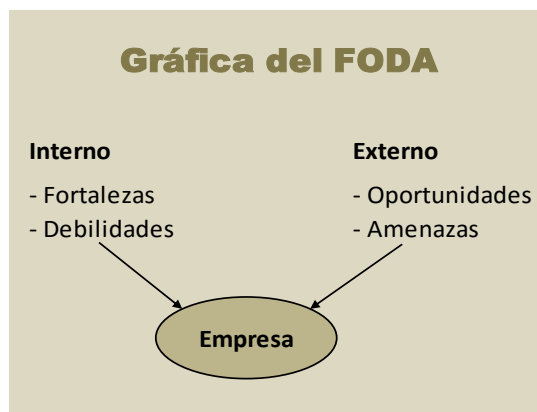 Gráfica del FODA
Interno
- Fortalezas
- Debilidades
Externo
- Oportunidades
- Amenazas
Empresa